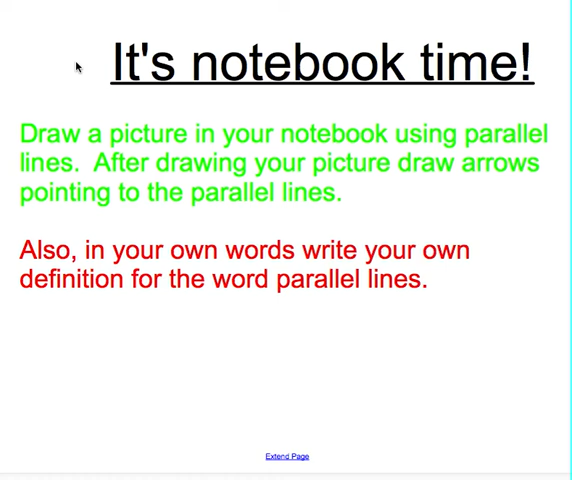 It's notebook time!
Draw a picture in your notebook using parallel
lines.  After drawing your picture draw arrows
pointing to the parallel lines.
Also, in your own words write your own
definition for the word parallel lines.
Extend Page